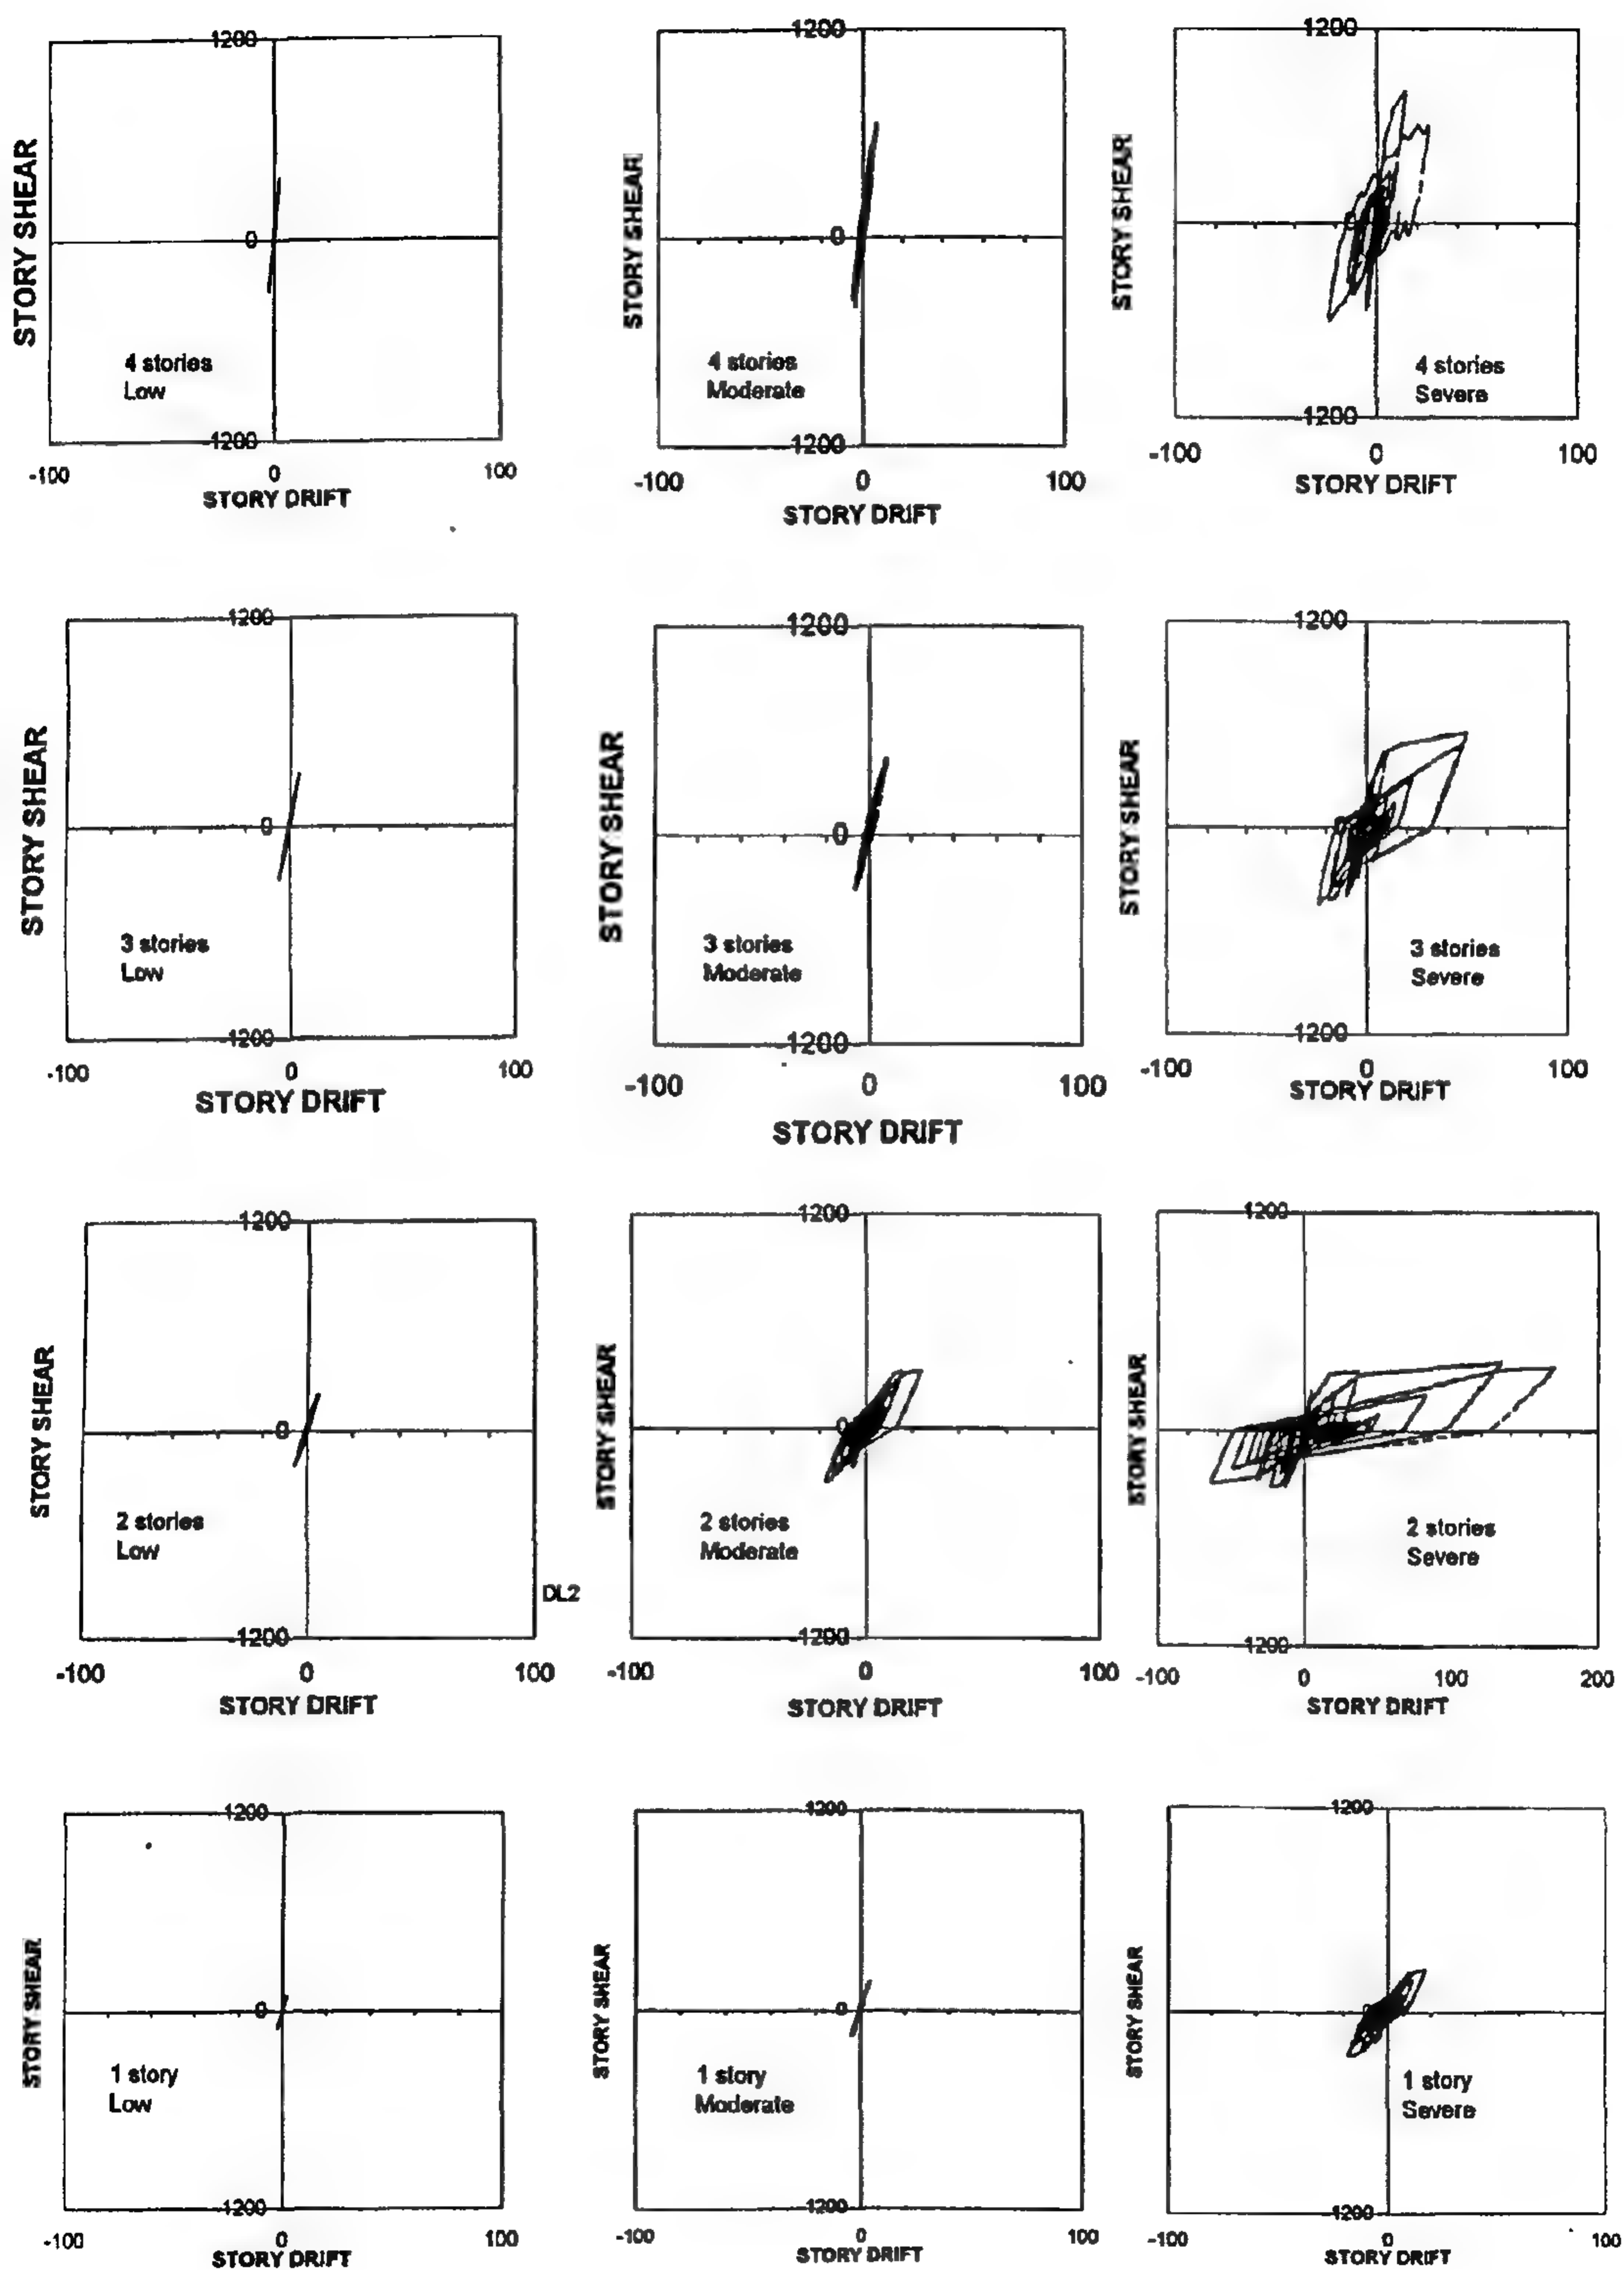 1200
STORY SHEAR
0
4 stories
Low
-1200
-100 0 100
STORY DRIFT
1200
STORY SHEAR
0
4 stories
Moderate
-1200
-100 0 100
STORY DRIFT
1200
STORY SHEAR
4 stories
Severe
-1200
-100 0 100
STORY DRIFT
1200
STORY SHEAR
0
3 stories
Low
-1200
-100 0 100
STORY DRIFT
1200
STORY SHEAR
0
3 stories
Moderate
-1200
-100 0 100
STORY DRIFT
1200
STORY SHEAR
3 stories
Severe
-1200
-100 0 100
STORY DRIFT
1200
STORY SHEAR
0
2 stories
Low
DL2
-1200
-100 0 100
STORY DRIFT
1200
STORY SHEAR
0
2 stories
Moderate
-1200
-100 0 100
STORY DRIFT
1200
STORY SHEAR
2 stories
Severe
-1200
-100 0 100 200
STORY DRIFT
1200
STORY SHEAR
0
1 story
Low
-1200
-100 0 100
STORY DRIFT
1200
STORY SHEAR
0
1 story
Moderate
-1200
-100 0 100
STORY DRIFT
1200
STORY SHEAR
1 story
Severe
-1200
-100 0 100
STORY DRIFT